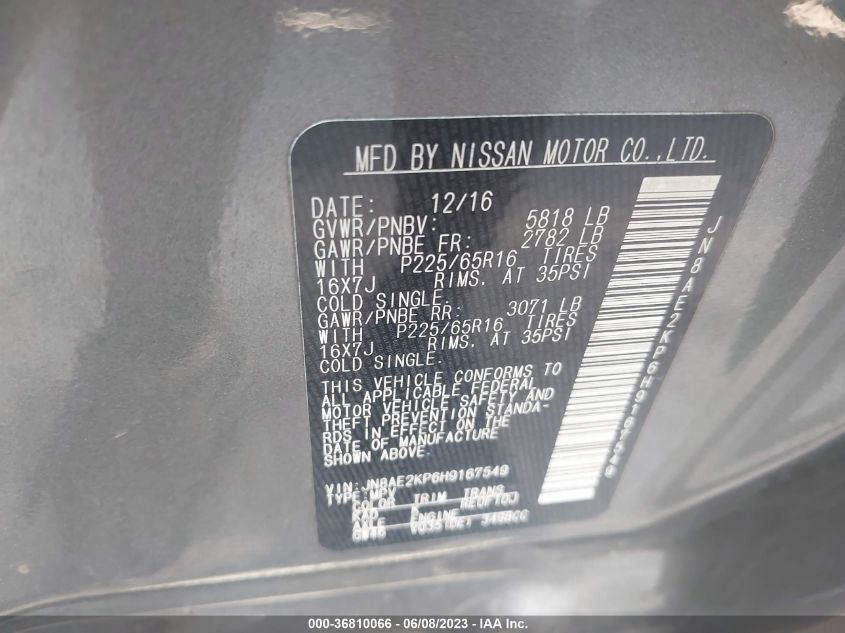 MFD BY NISSAN MOTOR CO.,LTD.
DATE: 12/16
GVWR/PNBV: 5818 LB
GAWR/PNBE FR: 2782 LB
WITH P225/65R16 TIRES
16X7J RIMS. AT 35PSI
COLD SINGLE.
GAWR/PNBE RR: 3071 LB
WITH P225/65R16 TIRES
16X7J RIMS. AT 35PSI
COLD SINGLE.
THIS VEHICLE CONFORMS TO
ALL APPLICABLE FEDERAL
MOTOR VEHICLE SAFETY AND
THEFT PREVENTION STANDA-
RDS IN EFFECT ON THE
DATE OF MANUFACTURE
SHOWN ABOVE.
VIN: JN8AE2KP6H9167549
TYPE: MPV
COLOR TRIM TRANS
KAD
AXLE ENGINE
3498CC
JN8AE2KP6H9167549
000-36810066 - 06/08/2023 - IAA Inc.